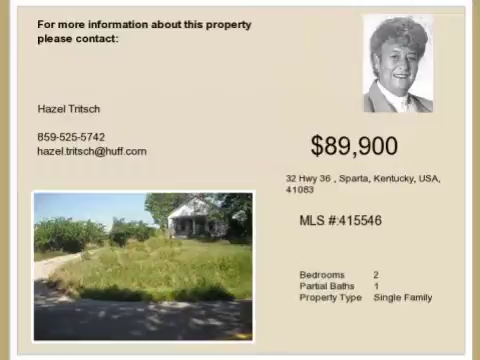 For more information about this property
please contact:
Hazel Tritsch
859-525-5742
hazel.tritsch@huff.com
$89,900
32 Hwy 36 , Sparta, Kentucky, USA,
41083
MLS #:415546
Bedrooms 2
Partial Baths 1
Property Type Single Family